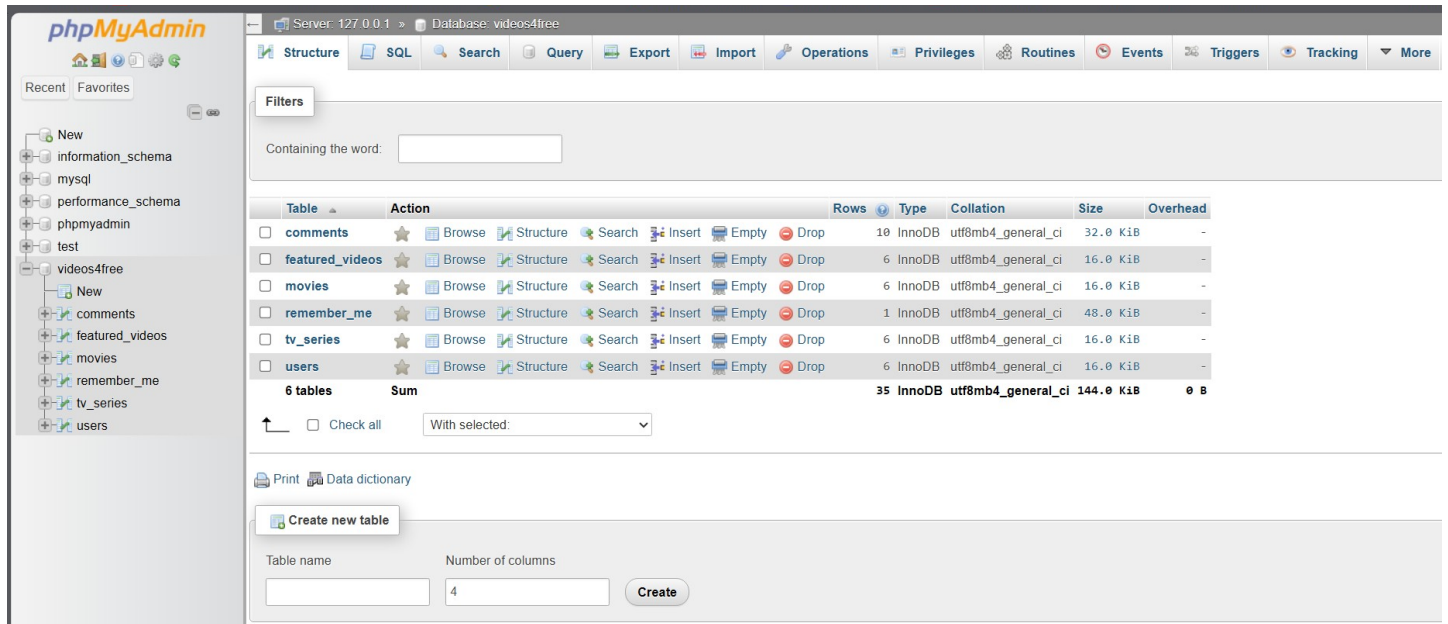 phpMyAdmin
Recent Favorites
New
information_schema
mysql
performance_schema
phpmyadmin
test
videos4free
New
comments
featured_videos
movies
remember_me
tv_series
users
Server: 127.0.0.1 » Database: videos4free
Structure SQL Search Query Export Import Operations Privileges Routines Events Triggers Tracking More
Filters
Containing the word:
Table Action Rows Type Collation Size Overhead
comments Browse Structure Search Insert Empty Drop 10 InnoDB utf8mb4_general_ci 32.0 KiB -
featured_videos Browse Structure Search Insert Empty Drop 6 InnoDB utf8mb4_general_ci 16.0 KiB -
movies Browse Structure Search Insert Empty Drop 6 InnoDB utf8mb4_general_ci 16.0 KiB -
remember_me Browse Structure Search Insert Empty Drop 1 InnoDB utf8mb4_general_ci 48.0 KiB -
tv_series Browse Structure Search Insert Empty Drop 6 InnoDB utf8mb4_general_ci 16.0 KiB -
users Browse Structure Search Insert Empty Drop 6 InnoDB utf8mb4_general_ci 16.0 KiB -
6 tables Sum 35 InnoDB utf8mb4_general_ci 144.0 KiB 0 B
Check all With selected:
Print Data dictionary
Create new table
Table name Number of columns
4 Create